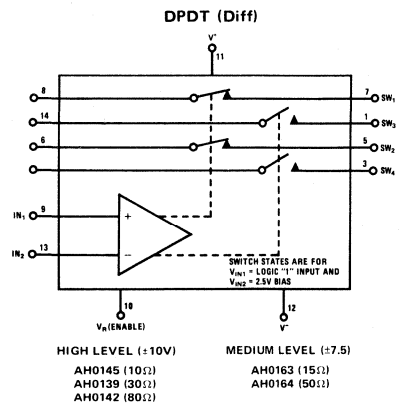 DPDT (Diff)
V-
11
8
7
SW1
14
1
SW3
6
5
SW2
3
SW4
IN1
9
+
IN2
13
−
SWITCH STATES ARE FOR
VIN1 = LOGIC "1" INPUT AND
VIN2 = 2.5V BIAS
10
VR (ENABLE)
12
V-
HIGH LEVEL (±10V)
MEDIUM LEVEL (±7.5)
AH0145 (10Ω)
AH0163 (15Ω)
AH0139 (30Ω)
AH0164 (50Ω)
AH0142 (80Ω)